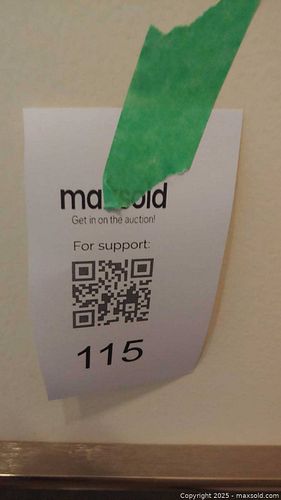 maxsold
Get in on the auction!
For support:
115
Copyright 2025 - maxsold.com